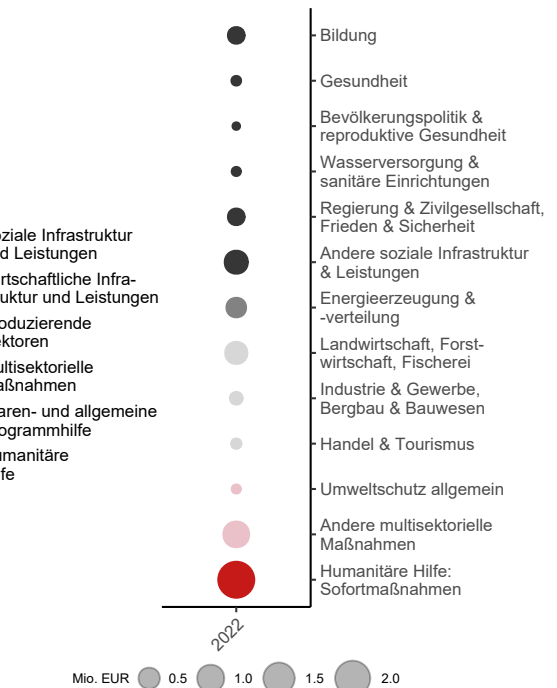 Bildung
Gesundheit
Bevölkerungspolitik &
reproduktive Gesundheit
Wasserversorgung &
sanitäre Einrichtungen
Regierung & Zivilgesellschaft,
Frieden & Sicherheit
Andere soziale Infrastruktur
& Leistungen
Energieerzeugung &
-verteilung
Landwirtschaft, Forst-
wirtschaft, Fischerei
Industrie & Gewerbe,
Bergbau & Bauwesen
Handel & Tourismus
Umweltschutz allgemein
Andere multisektorielle
Maßnahmen
Humanitäre Hilfe:
Sofortmaßnahmen
oziale Infrastruktur
d Leistungen
rtschaftliche Infra-
uktur und Leistungen
oduzierende
ektoren
ultisektorielle
aßnahmen
aren- und allgemeine
ogrammhilfe
umanitäre
fe
2022
Mio. EUR 0.5 1.0 1.5 2.0